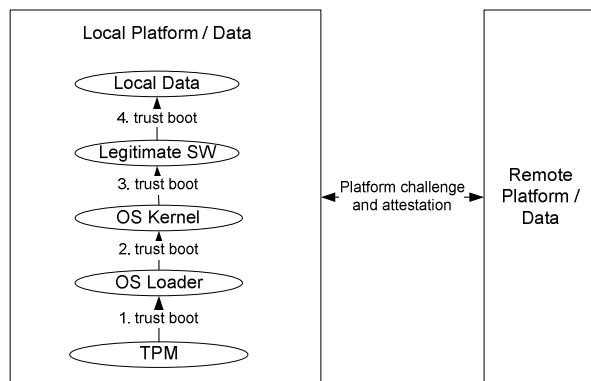 Local Platform / Data
Local Data
4. trust boot
Legitimate SW
3. trust boot
OS Kernel
2. trust boot
OS Loader
1. trust boot
TPM
Platform challenge
and attestation
Remote
Platform /
Data